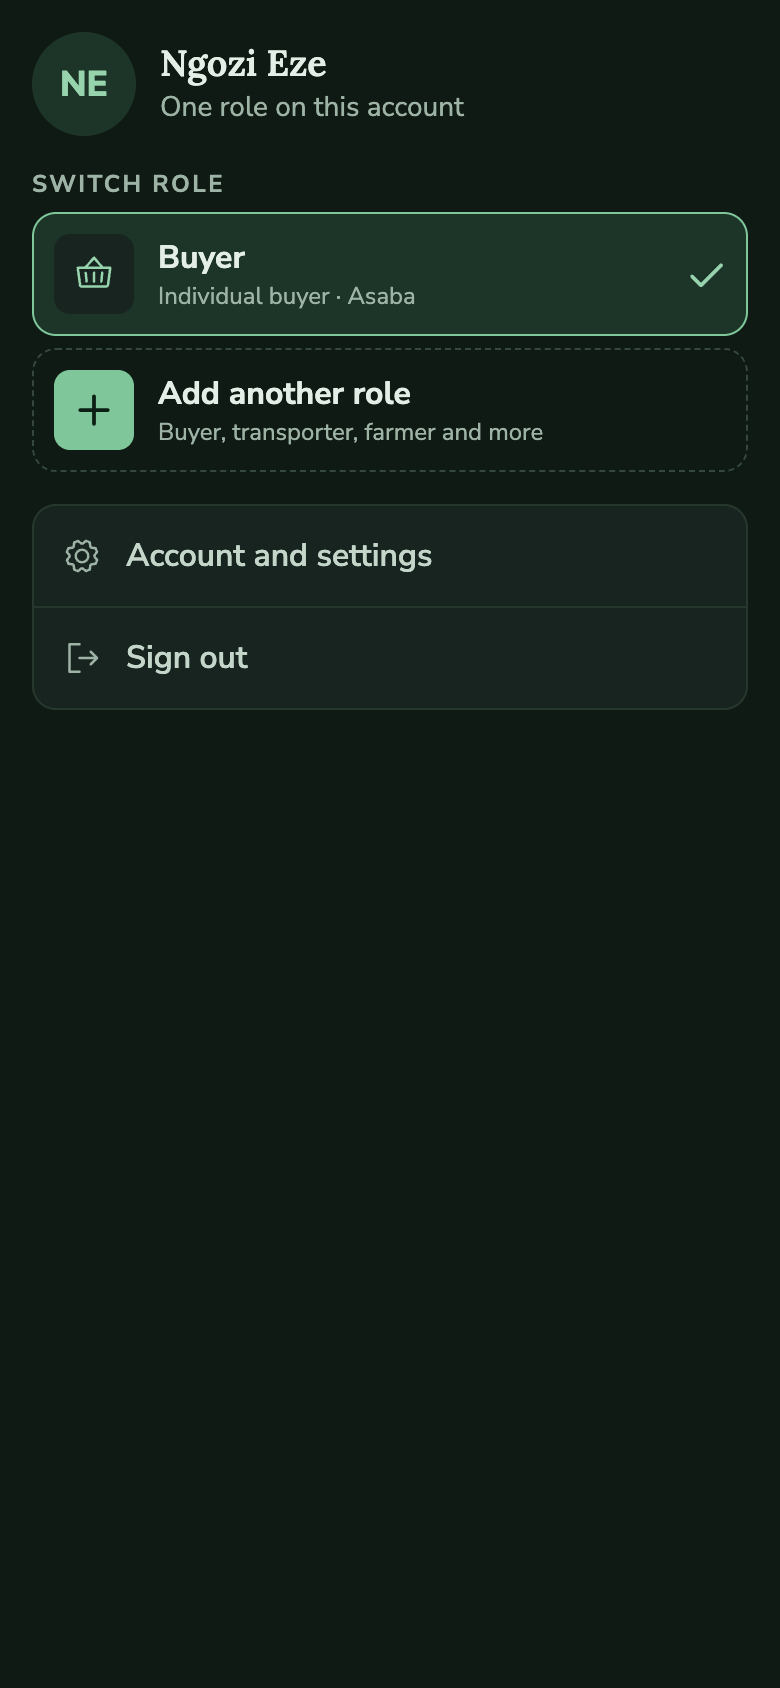 NE
Ngozi Eze
One role on this account
SWITCH ROLE
Buyer
Individual buyer · Asaba
Add another role
Buyer, transporter, farmer and more
Account and settings
Sign out